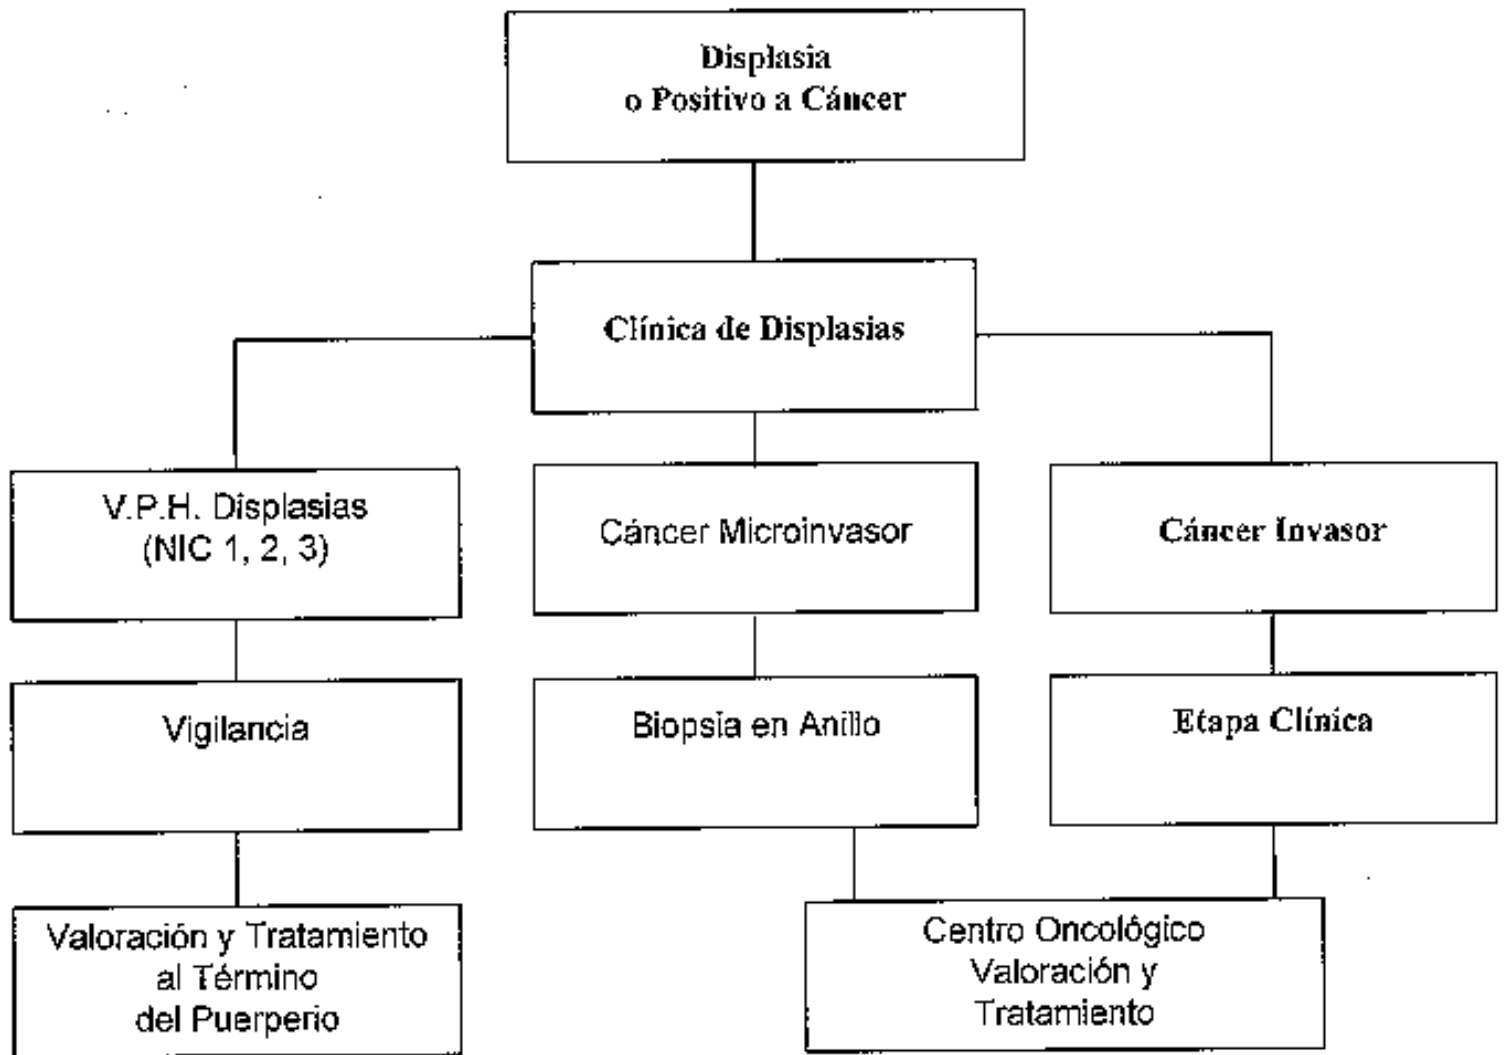 Displasia
o Positivo a Cáncer
Clínica de Displasias
V.P.H. Displasias
(NIC 1, 2, 3)
Cáncer Microinvasor
Cáncer Invasor
Vigilancia
Biopsia en Anillo
Etapa Clínica
Valoración y Tratamiento
al Término
del Puerperio
Centro Oncológico
Valoración y
Tratamiento